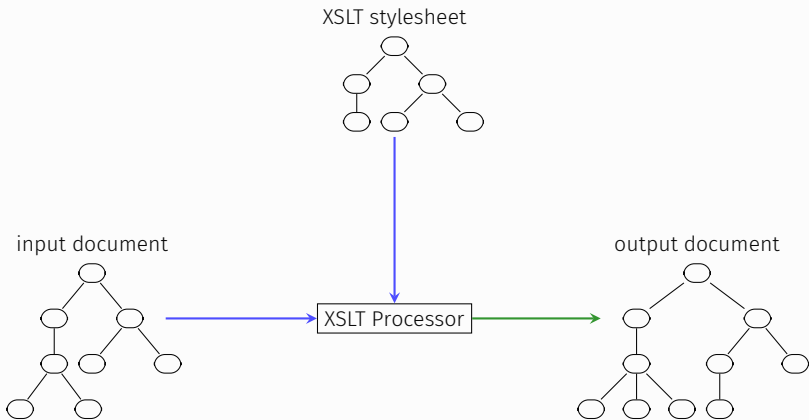 XSLT stylesheet
input document
output document
XSLT Processor